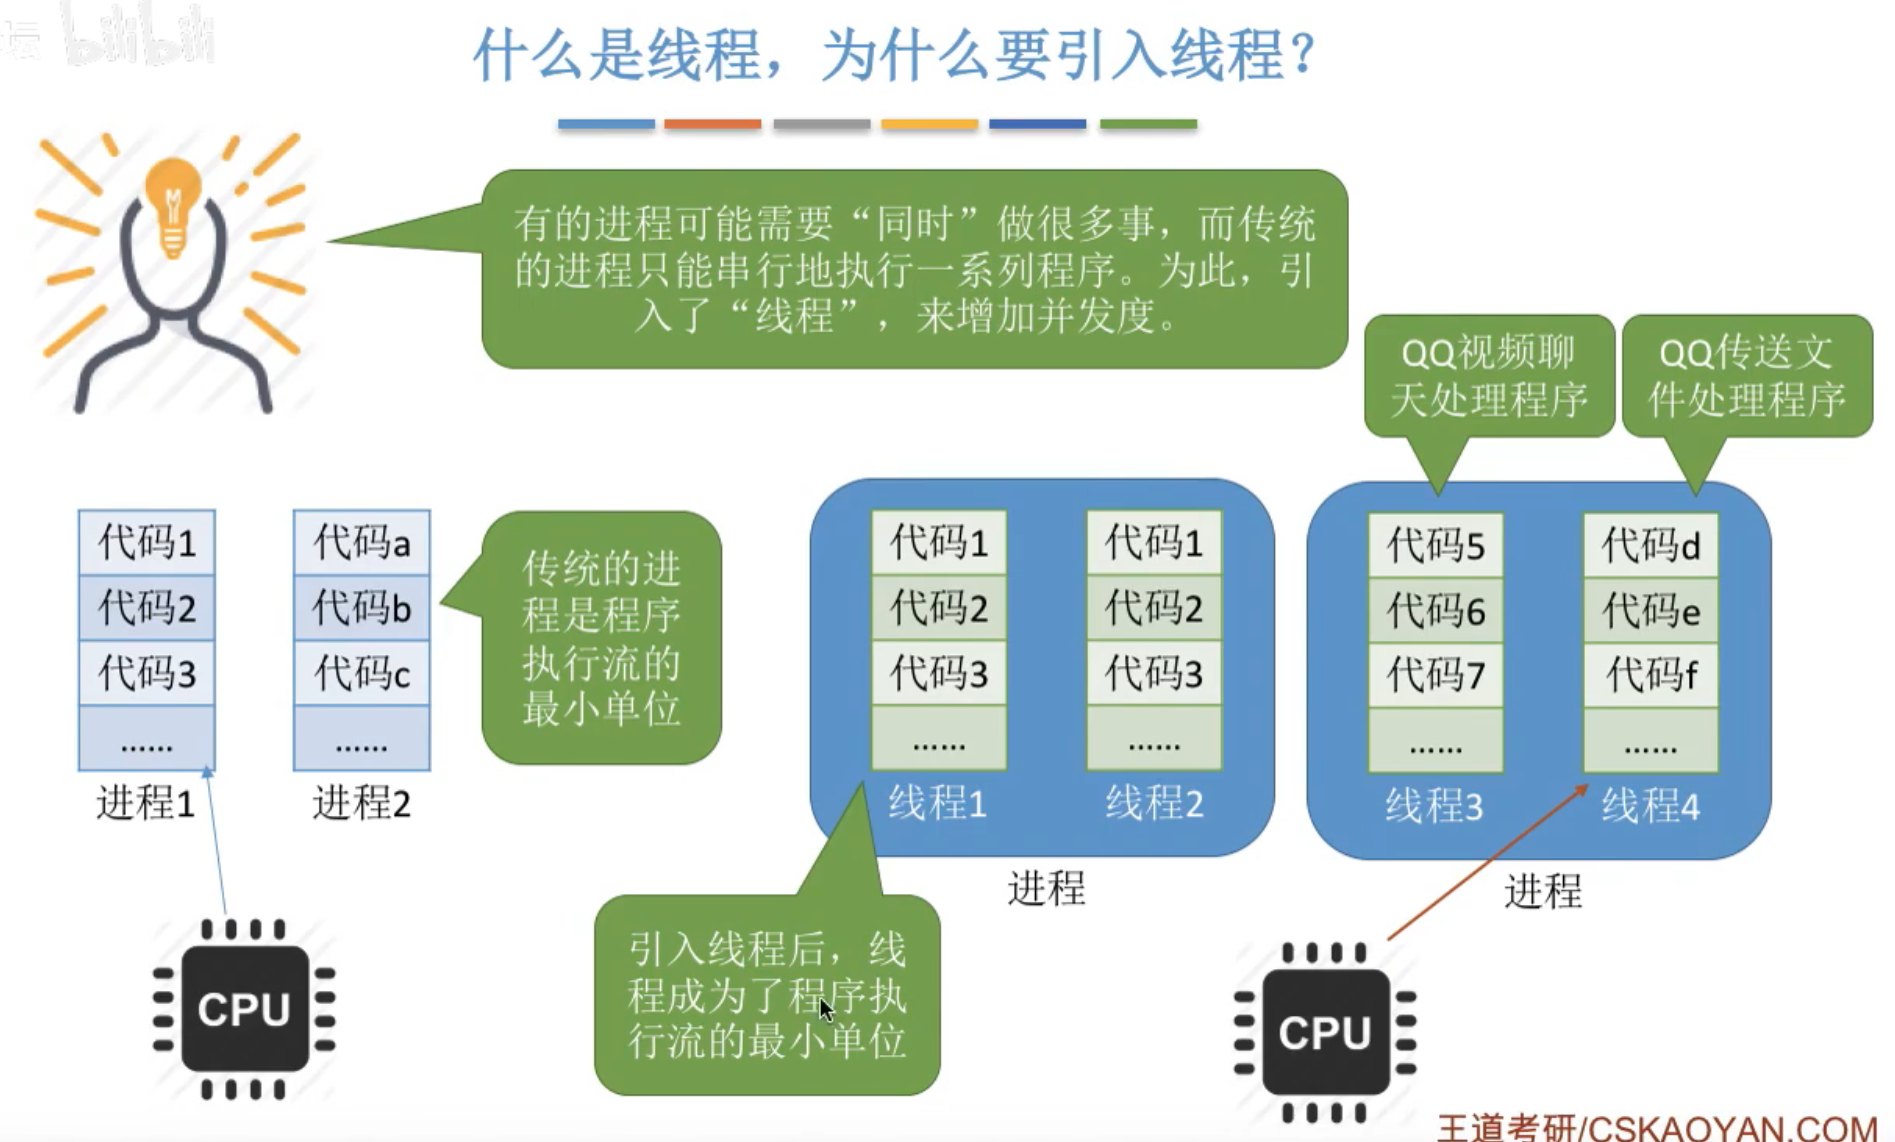 坛 bilibili
什么是线程，为什么要引入线程？
有的进程可能需要“同时”做很多事，而传统
的进程只能串行地执行一系列程序。为此，引
入了“线程”，来增加并发度。
QQ视频聊
天处理程序
QQ传送文
件处理程序
代码1
代码2
代码3
......
进程1
代码a
代码b
代码c
......
进程2
传统的进
程是程序
执行流的
最小单位
代码1
代码2
代码3
......
线程1
代码1
代码2
代码3
......
线程2
进程
代码5
代码6
代码7
......
线程3
代码d
代码e
代码f
......
线程4
进程
引入线程后，线
程成为了程序执
行流的最小单位
CPU
CPU
王道考研/CSKAOYAN.COM